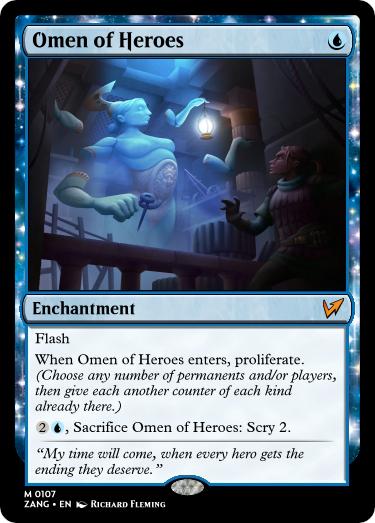 Omen of Heroes
Enchantment
Flash
When Omen of Heroes enters, proliferate.
(Choose any number of permanents and/or players,
then give each another counter of each kind
already there.)
2, Sacrifice Omen of Heroes: Scry 2.
“My time will come, when every hero gets the
ending they deserve.”
M 0107
ZANG • EN Richard Fleming